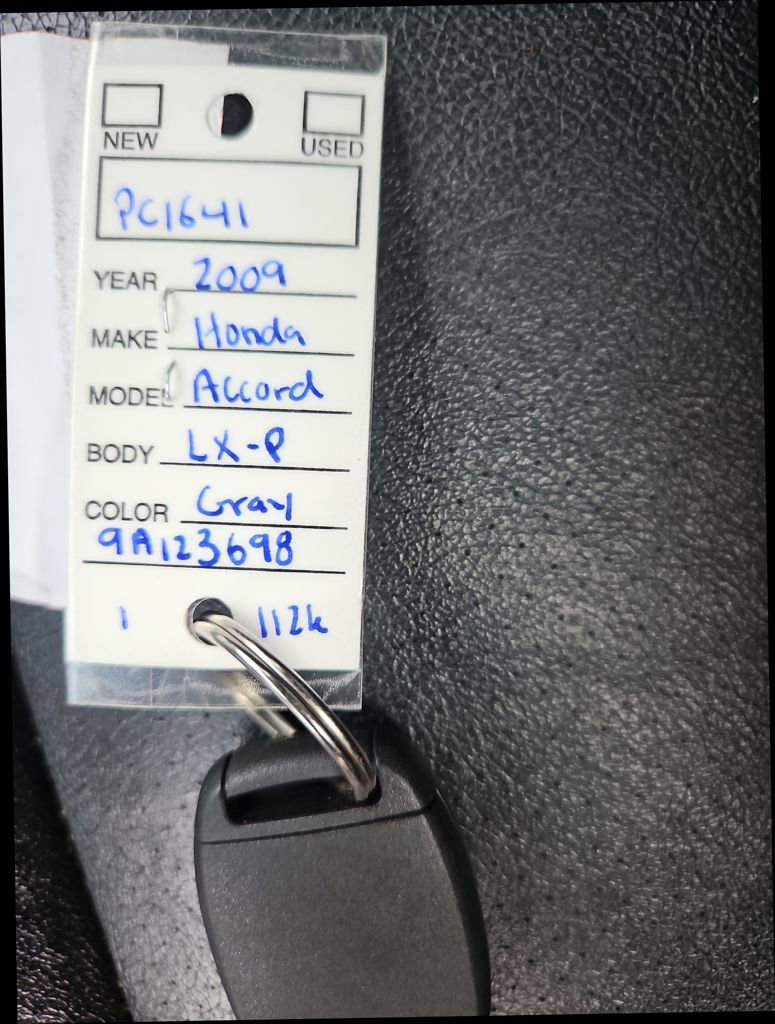 NEW USED
PC1641
YEAR 2009
MAKE Honda
MODEL Accord
BODY LX-P
COLOR Gray
9A123698
1 112k